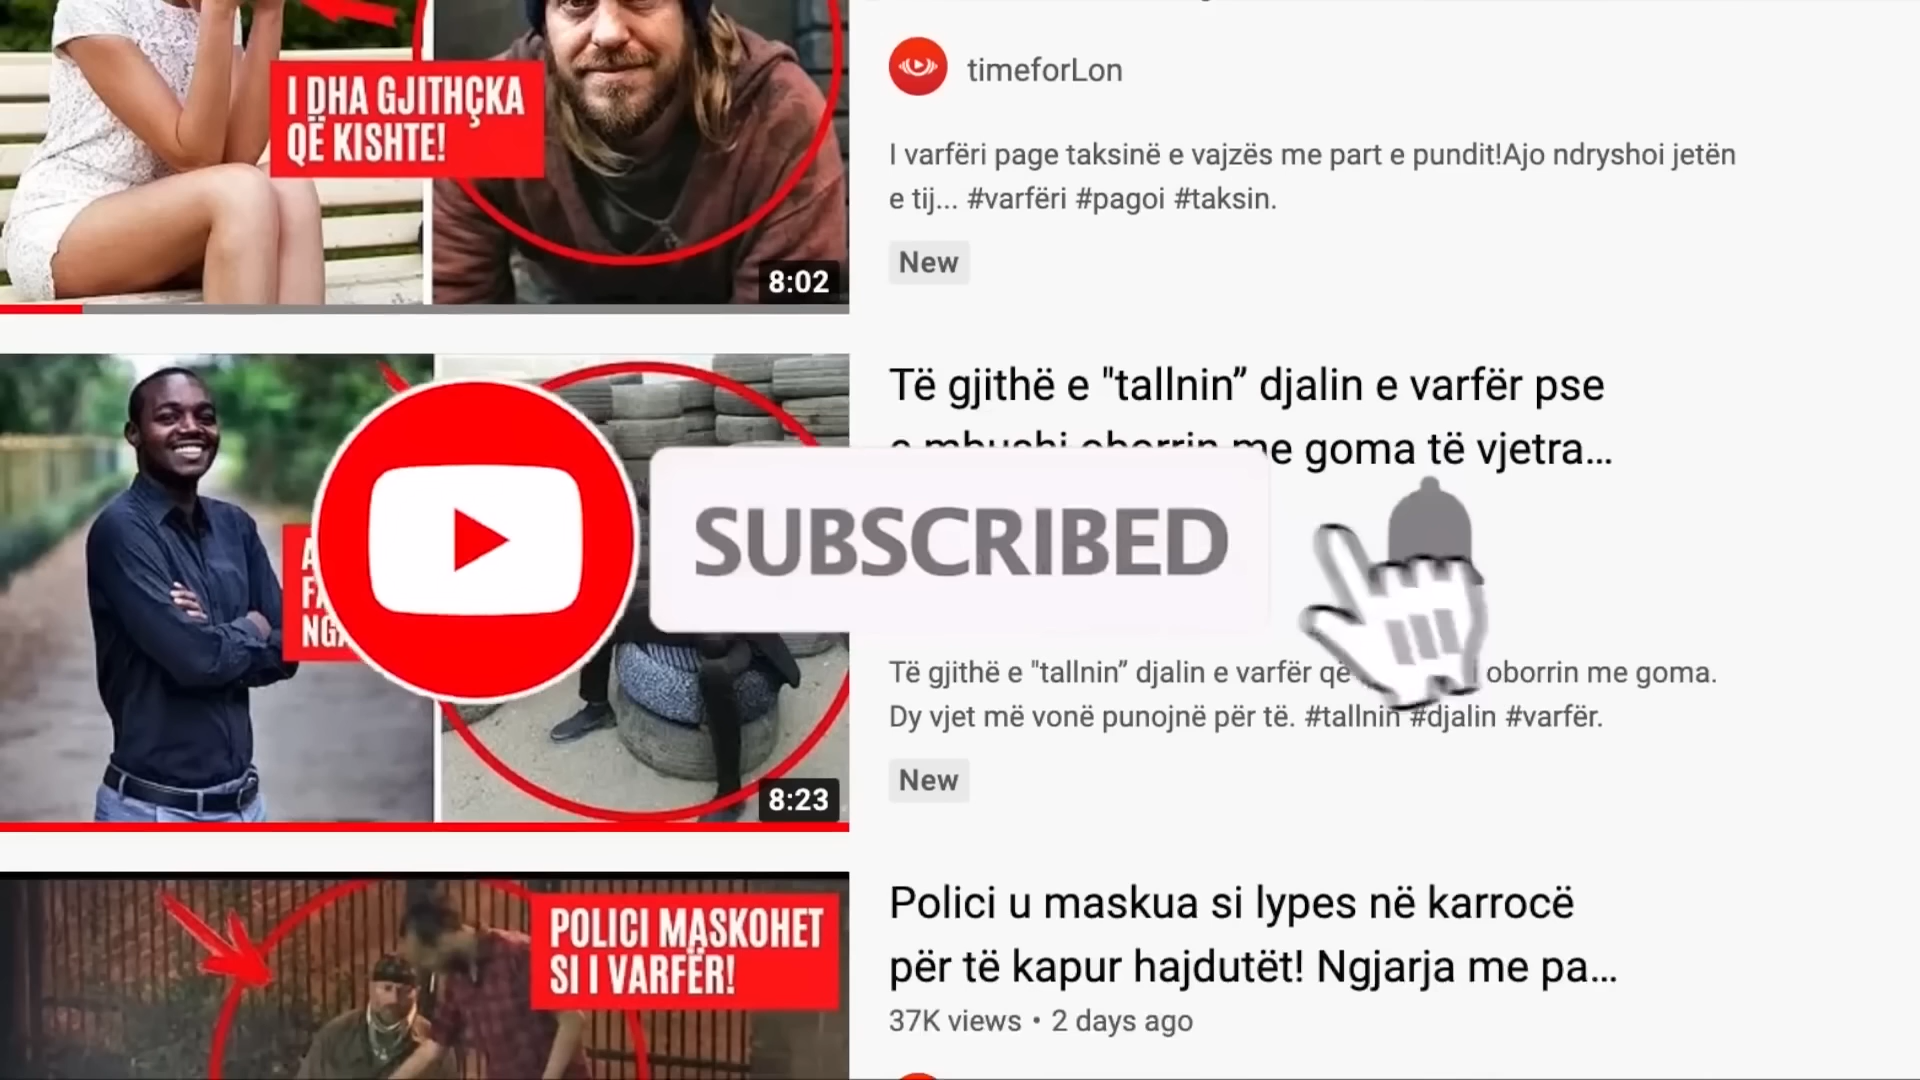 I DHA GJITHÇKA
QË KISHTE!
8:02
timeforLon
I varfëri page taksinë e vajzës me part e pundit!Ajo ndryshoi jetën
e tij... #varfëri #pagoi #taksin.
New
Të gjithë e "tallnin” djalin e varfër pse
me goma të vjetra...
SUBSCRIBED
8:23
Të gjithë e "tallnin” djalin e varfër që oborrin me goma.
Dy vjet më vonë punojnë për të. #tallnin #djalin #varfër.
New
POLICI MASKOHET
SI I VARFËR!
Polici u maskua si lypes në karrocë
për të kapur hajdutët! Ngjarja me pa...
37K views • 2 days ago